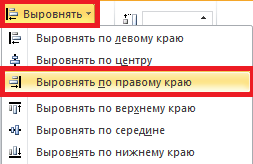 Выровнять
Выровнять по левому краю
Выровнять по центру
Выровнять по правому краю
Выровнять по верхнему краю
Выровнять по середине
Выровнять по нижнему краю